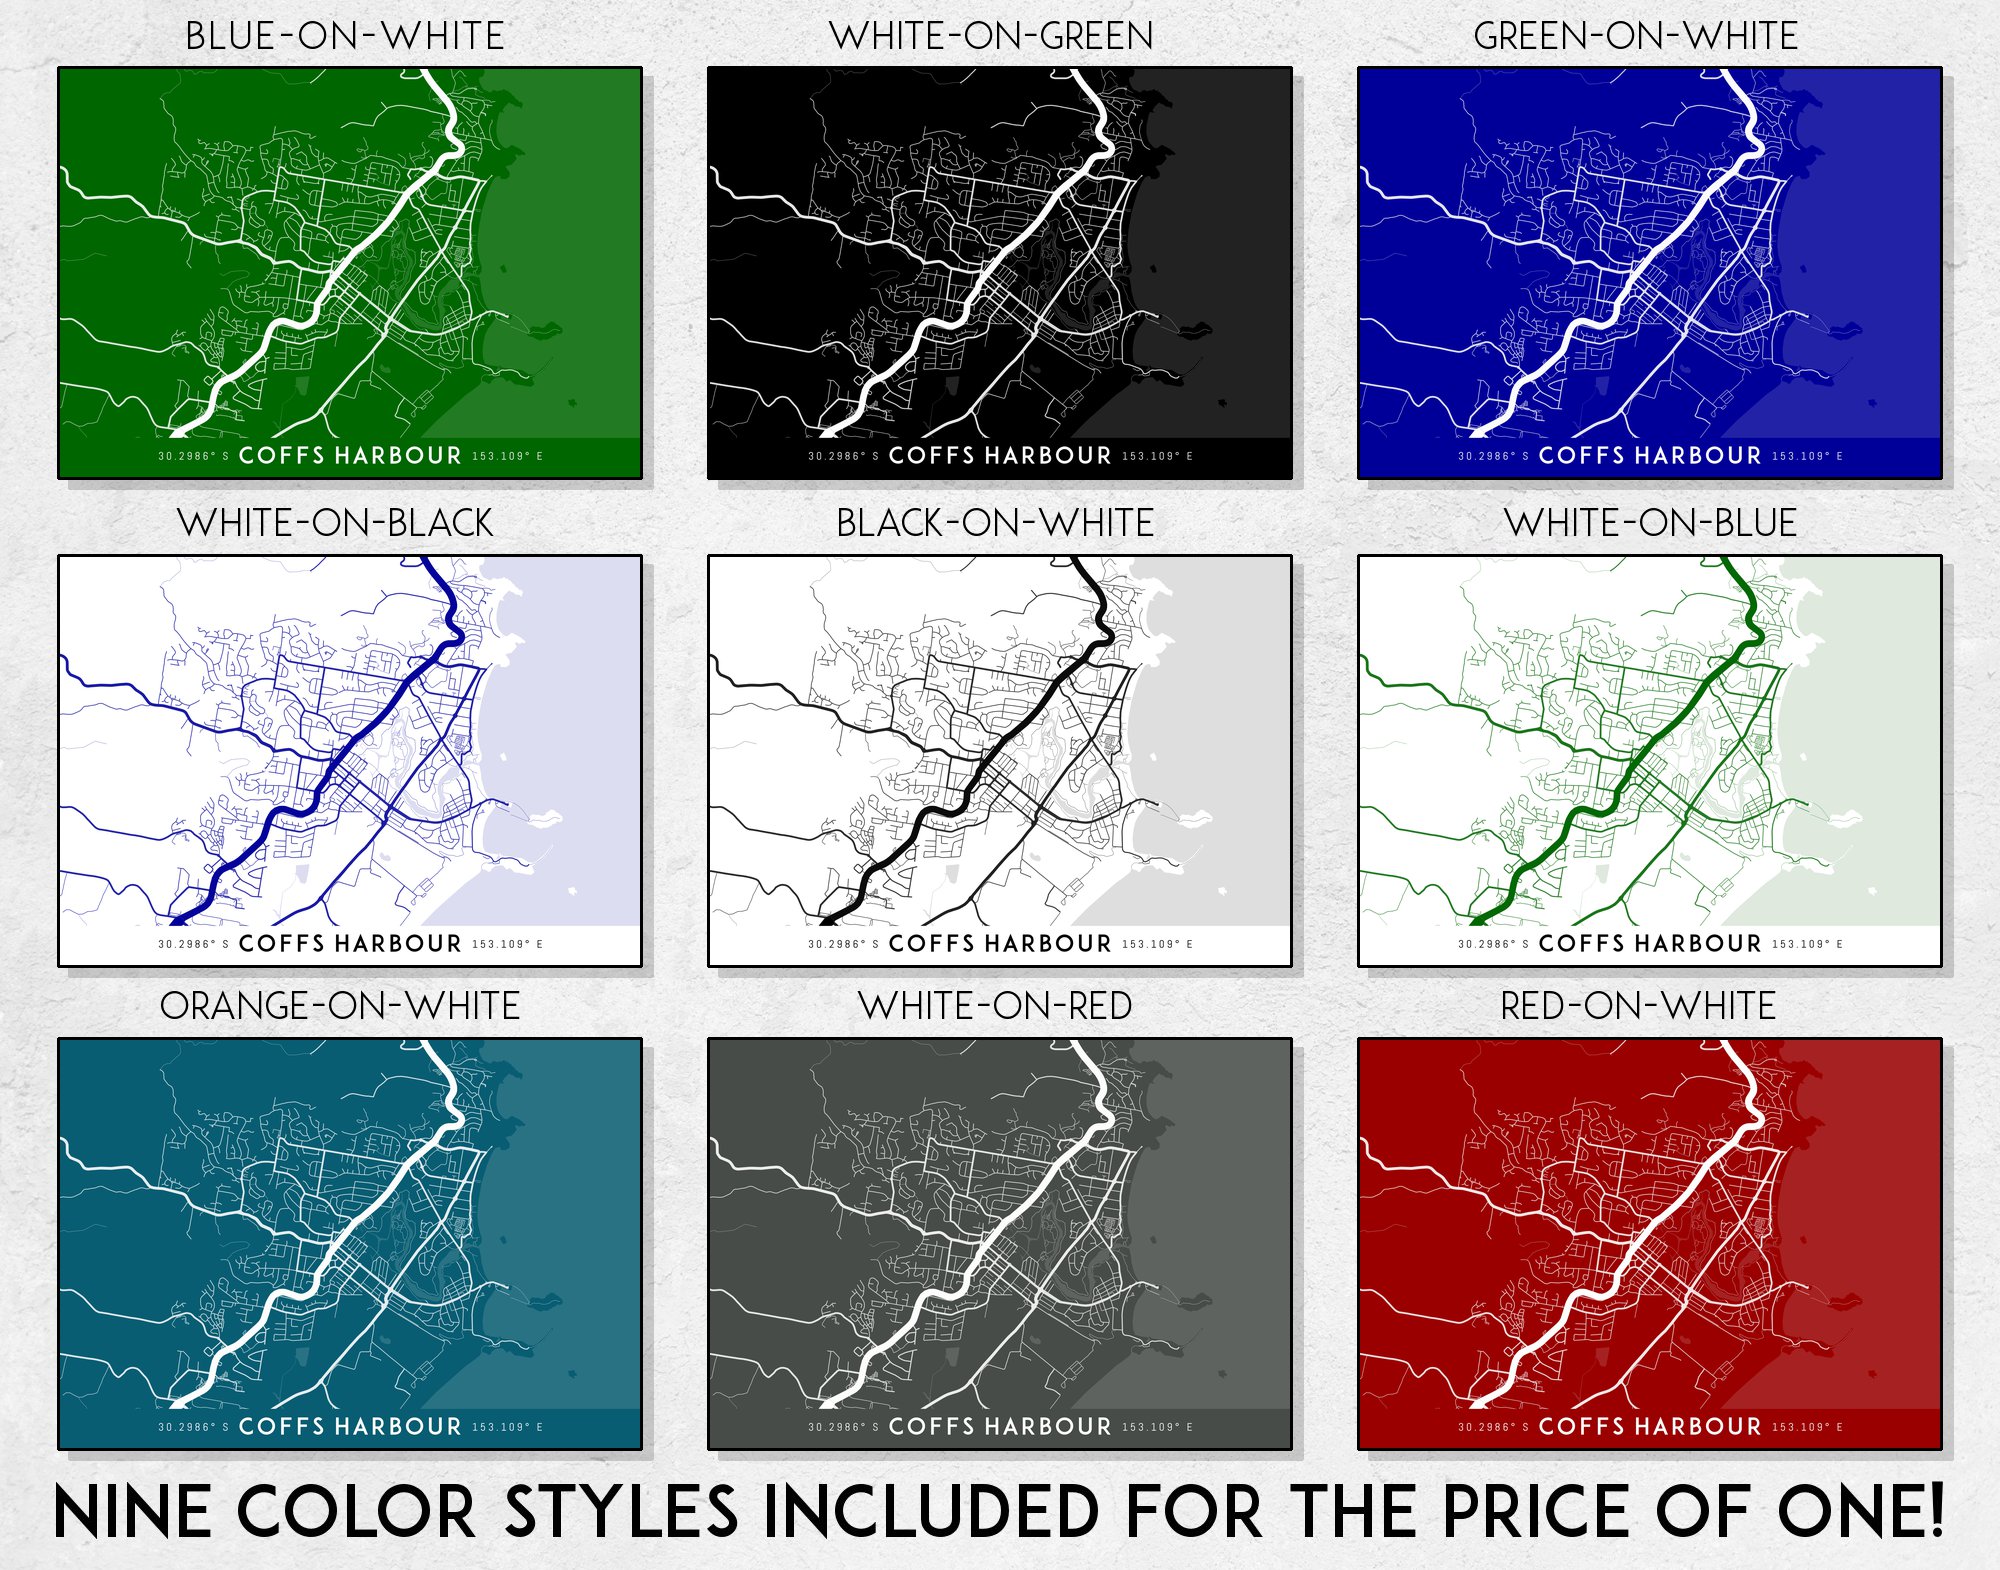 BLUE-ON-WHITE WHITE-ON-GREEN GREEN-ON-WHITE
30.2986° S COFFS HARBOUR 153.109° E 30.2986° S COFFS HARBOUR 153.109° E 30.2986° S COFFS HARBOUR 153.109° E
WHITE-ON-BLACK BLACK-ON-WHITE WHITE-ON-BLUE
30.2986° S COFFS HARBOUR 153.109° E 30.2986° S COFFS HARBOUR 153.109° E 30.2986° S COFFS HARBOUR 153.109° E
ORANGE-ON-WHITE WHITE-ON-RED RED-ON-WHITE
30.2986° S COFFS HARBOUR 153.109° E 30.2986° S COFFS HARBOUR 153.109° E 30.2986° S COFFS HARBOUR 153.109° E
NINE COLOR STYLES INCLUDED FOR THE PRICE OF ONE!